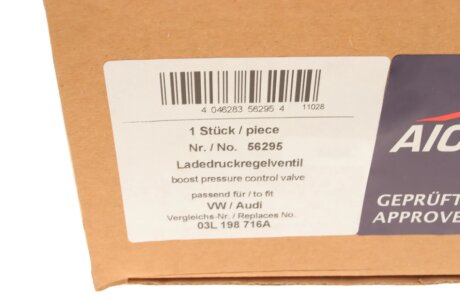 4 046283 56295 4 11028
1 Stück / piece
Nr. / No. 56295
Ladedruckregelventil
boost pressure control valve
passend für / to fit
VW / Audi
Vergleichs-Nr. / Replaces No.
03L 198 716A
AIC
GEPRÜFT
APPROVE